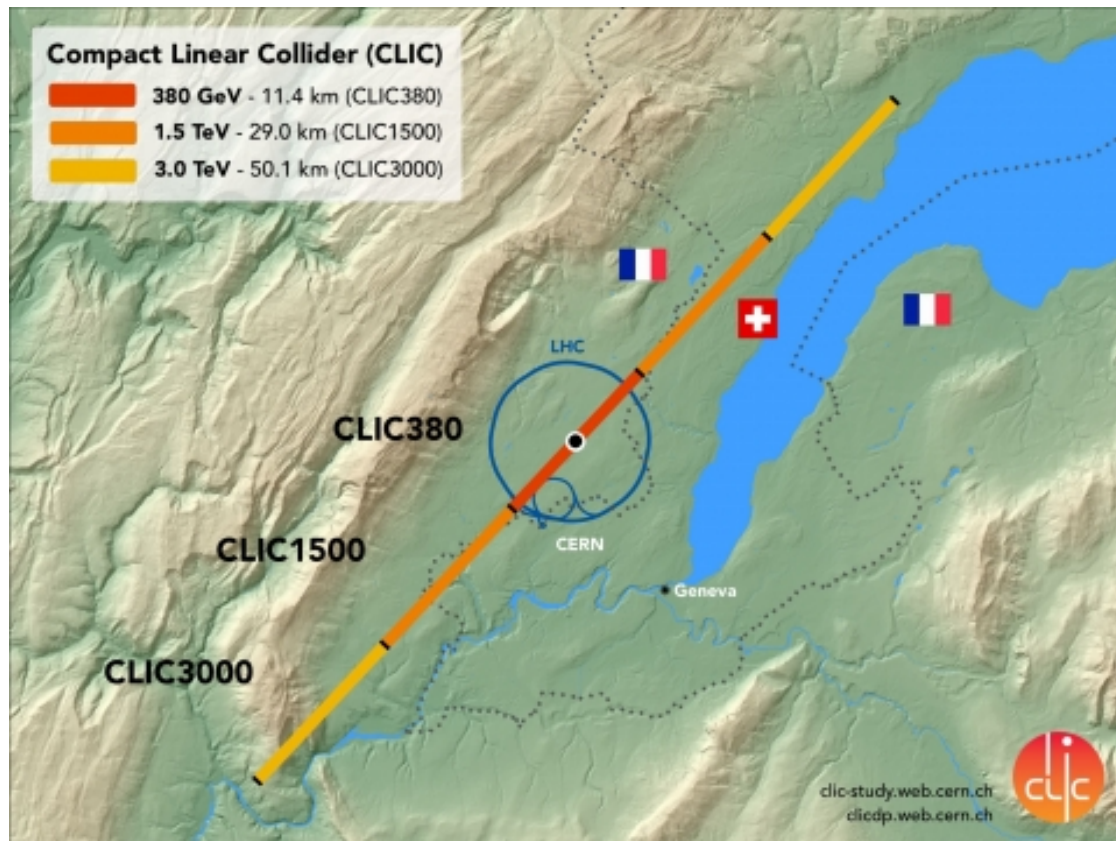 Compact Linear Collider (CLIC)
380 GeV - 11.4 km (CLIC380)
1.5 TeV - 29.0 km (CLIC1500)
3.0 TeV - 50.1 km (CLIC3000)
LHC
CLIC380
CERN
CLIC1500
Geneva
CLIC3000
clic
clic-study.web.cern.ch
clicdp.web.cern.ch